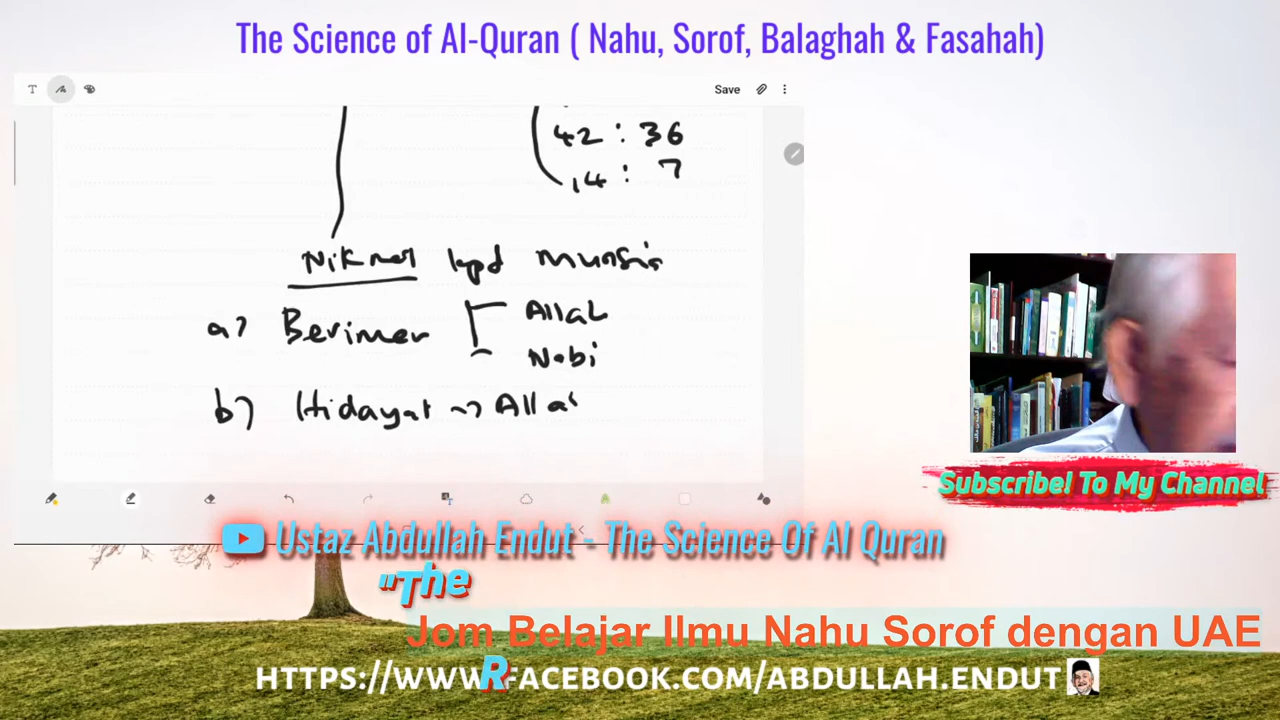 The Science of Al-Quran ( Nahu, Sorof, Balaghah & Fasahah)
T
Save
42 : 36
14 : 7
Nikmat kpd
a) Beriman
Allah
Nabi
b) Hidayat → Allah
Subscribe! To My Channel
Ustaz Abdullah Endut - The Science Of Al Quran
"The
Jom Belajar Ilmu Nahu Sorof dengan UAE
R
HTTPS://WWW.FACEBOOK.COM/ABDULLAH.ENDUT